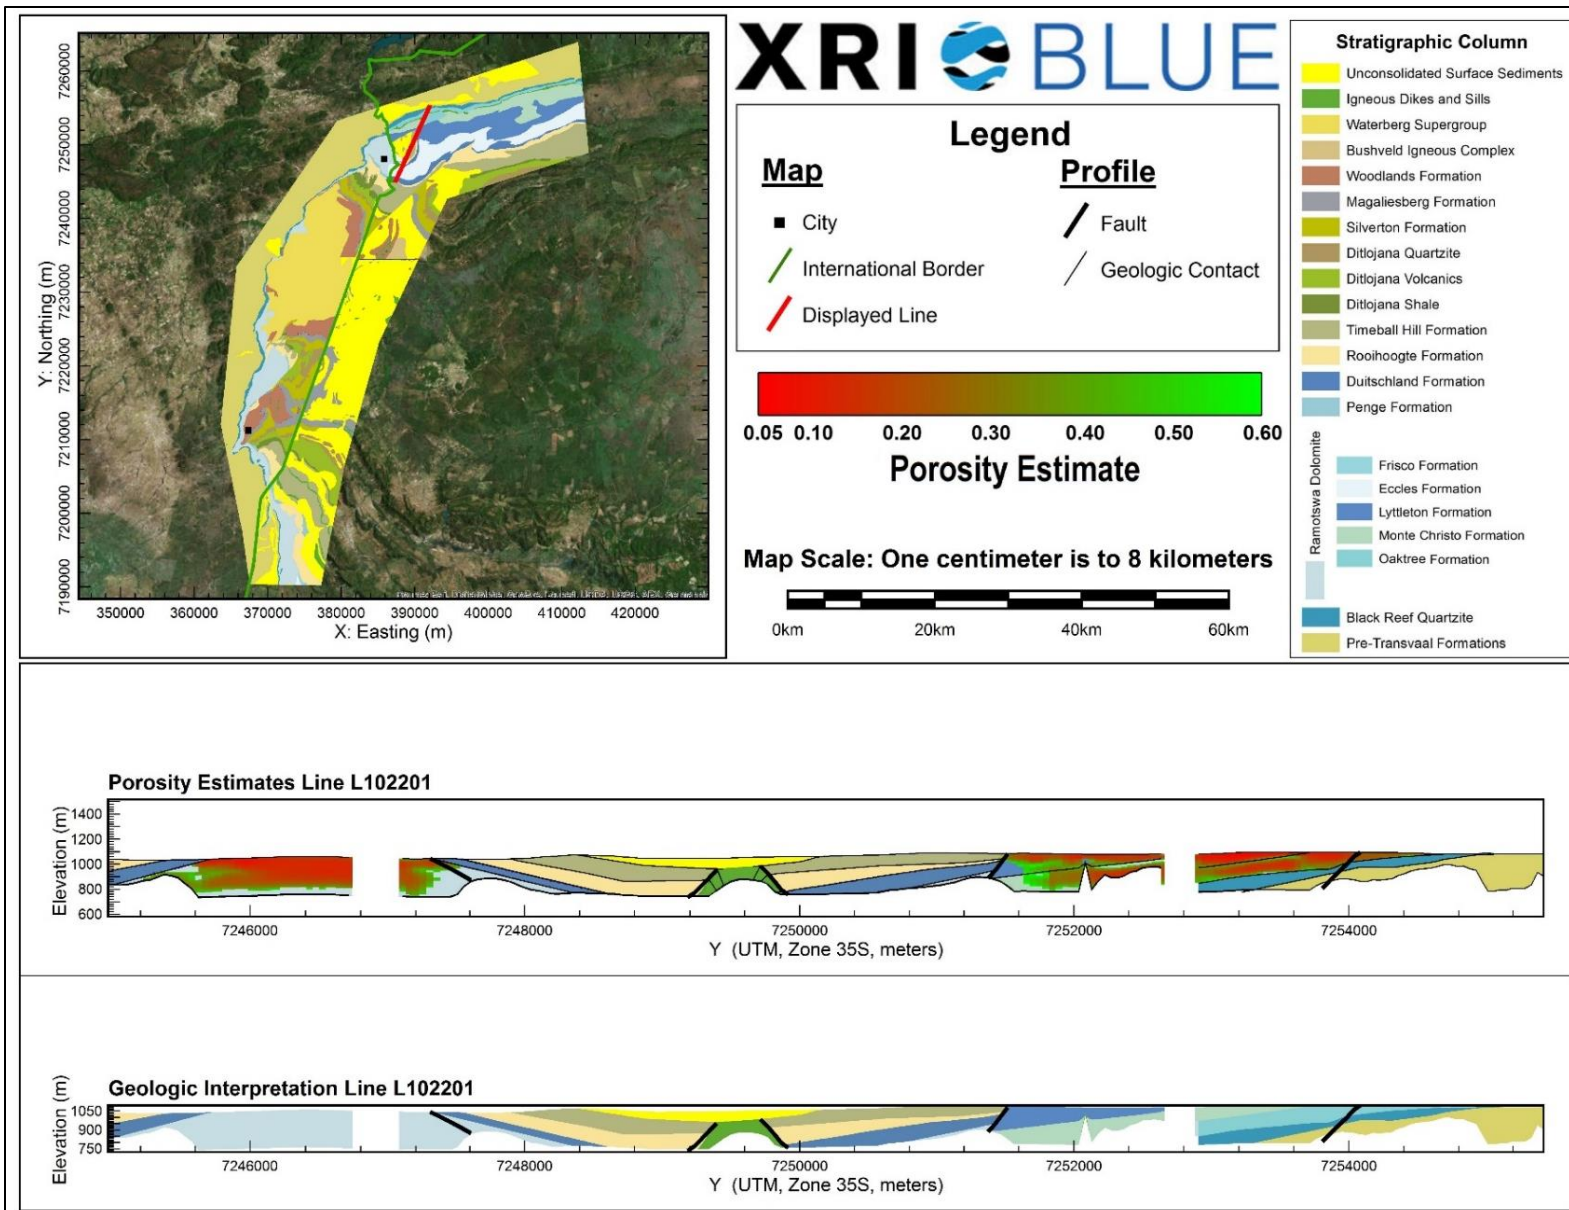 XRI BLUE
7260000
7250000
7240000
7230000
7220000
7210000
7200000
7190000
Y: Northing (m)
350000 360000 370000 380000 390000 400000 410000 420000
X: Easting (m)
Legend
Map
City
International Border
Displayed Line
Profile
Fault
Geologic Contact
0.05 0.10 0.20 0.30 0.40 0.50 0.60
Porosity Estimate
Map Scale: One centimeter is to 8 kilometers
0km 20km 40km 60km
Stratigraphic Column
Unconsolidated Surface Sediments
Igneous Dikes and Sills
Waterberg Supergroup
Bushveld Igneous Complex
Woodlands Formation
Magaliesberg Formation
Silverton Formation
Ditlojana Quartzite
Ditlojana Volcanics
Ditlojana Shale
Timeball Hill Formation
Rooihoogte Formation
Duitschland Formation
Penge Formation
Ramotswa Dolomite
Frisco Formation
Eccles Formation
Lyttleton Formation
Monte Christo Formation
Oaktree Formation
Black Reef Quartzite
Pre-Transvaal Formations
Porosity Estimates Line L102201
Elevation (m)
1400
1200
1000
800
600
7246000 7248000 7250000 7252000 7254000
Y (UTM, Zone 35S, meters)
Geologic Interpretation Line L102201
Elevation (m)
1050
900
750
7246000 7248000 7250000 7252000 7254000
Y (UTM, Zone 35S, meters)